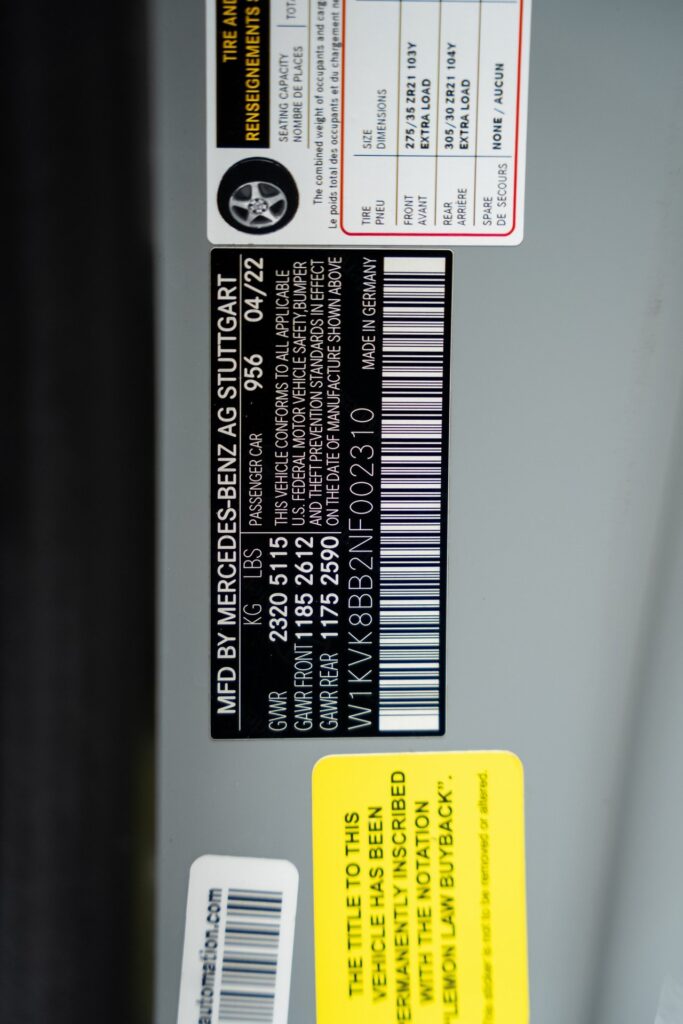 TIRE AND
RENSEIGNEMENTS S
SEATING CAPACITY
NOMBRE DE PLACES
TOTA
The combined weight of occupants and carg
Le poids total des occupants et du chargement ne
TIRE SIZE
PNEU DIMENSIONS
FRONT 275/35 ZR21 103Y
AVANT EXTRA LOAD
REAR 305/30 ZR21 104Y
ARRIÈRE EXTRA LOAD
SPARE NONE / AUCUN
DE SECOURS
MFD BY MERCEDES-BENZ AG STUTTGART
KG LBS PASSENGER CAR 956 04/22
GVWR 2320 5115 THIS VEHICLE CONFORMS TO ALL APPLICABLE
GAWR FRONT 1185 2612 U.S. FEDERAL MOTOR VEHICLE SAFETY,BUMPER
GAWR REAR 1175 2590 AND THEFT PREVENTION STANDARDS IN EFFECT
ON THE DATE OF MANUFACTURE SHOWN ABOVE
W1KVK8BB2NF002310 MADE IN GERMANY
THE TITLE TO THIS
VEHICLE HAS BEEN
PERMANENTLY INSCRIBED
WITH THE NOTATION
"LEMON LAW BUYBACK".
This sticker is not to be removed or altered.
automation.com